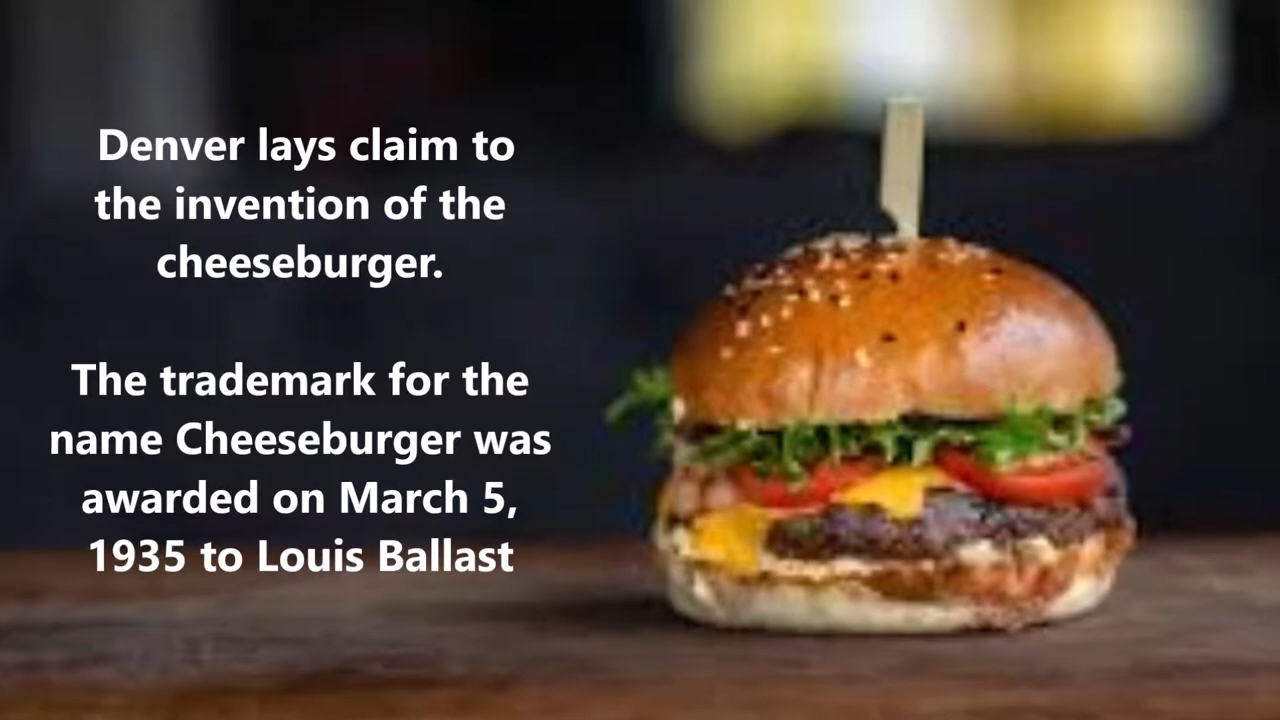 Denver lays claim to
the invention of the
cheeseburger.
The trademark for the
name Cheeseburger was
awarded on March 5,
1935 to Louis Ballast